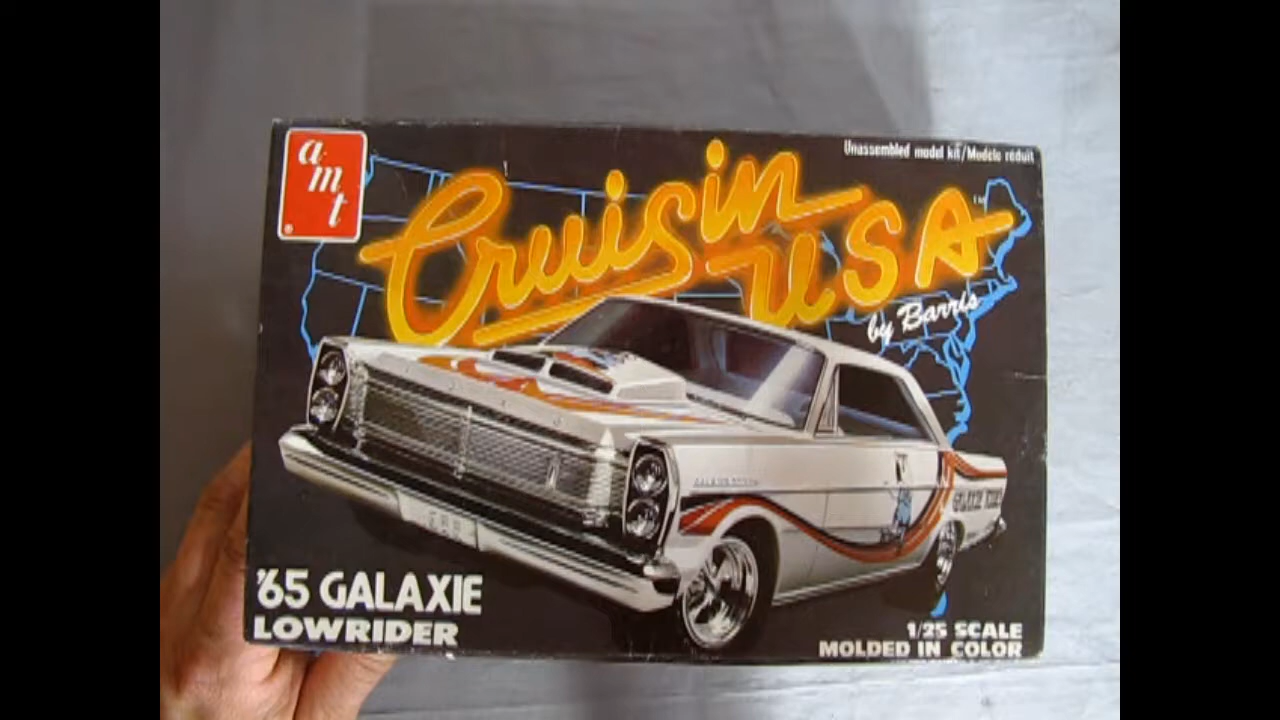 amt
®
Unassembled model kit/Modele reduit
Cruisin
USA
TM
by Barris
'65 GALAXIE
LOWRIDER
1/25 SCALE
MOLDED IN COLOR